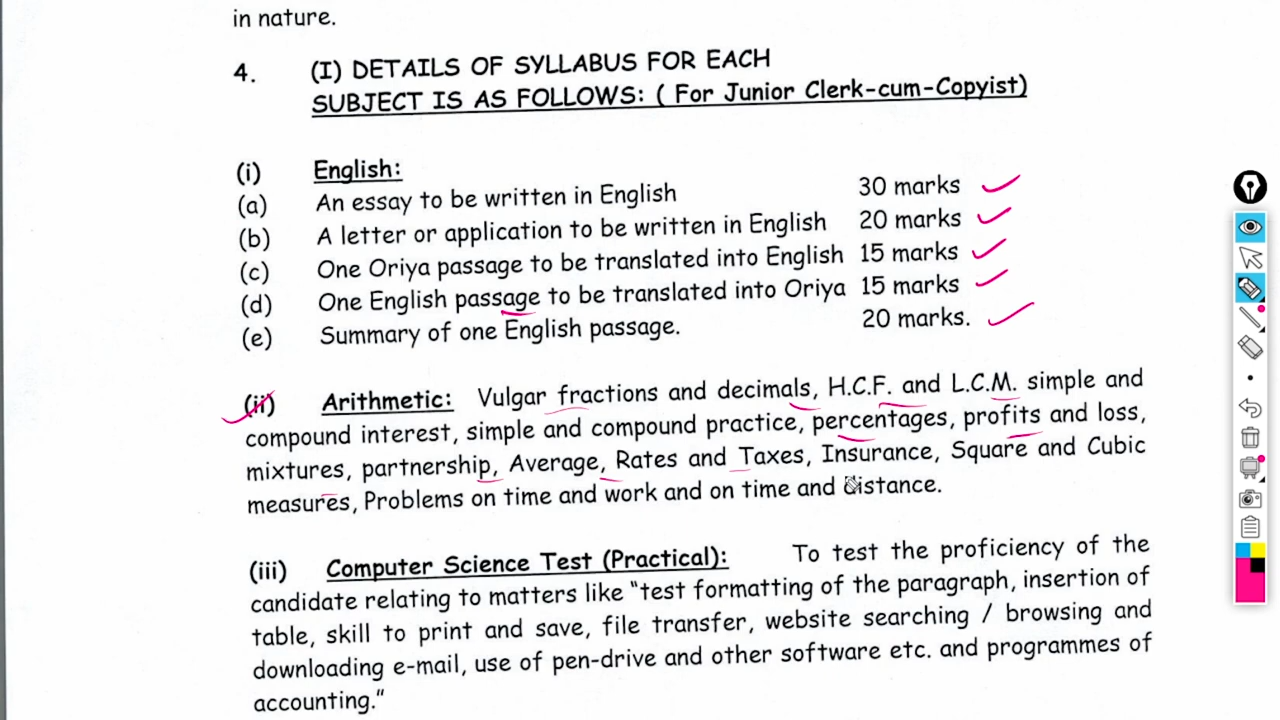 in nature.
4. (I) DETAILS OF SYLLABUS FOR EACH
SUBJECT IS AS FOLLOWS: ( For Junior Clerk-cum-Copyist)
(i) English:
(a) An essay to be written in English 30 marks
(b) A letter or application to be written in English 20 marks
(c) One Oriya passage to be translated into English 15 marks
(d) One English passage to be translated into Oriya 15 marks
(e) Summary of one English passage. 20 marks.
(ii) Arithmetic: Vulgar fractions and decimals, H.C.F. and L.C.M. simple and
compound interest, simple and compound practice, percentages, profits and loss,
mixtures, partnership, Average, Rates and Taxes, Insurance, Square and Cubic
measures, Problems on time and work and on time and distance.
(iii) Computer Science Test (Practical): To test the proficiency of the
candidate relating to matters like "test formatting of the paragraph, insertion of
table, skill to print and save, file transfer, website searching / browsing and
downloading e-mail, use of pen-drive and other software etc. and programmes of
accounting."